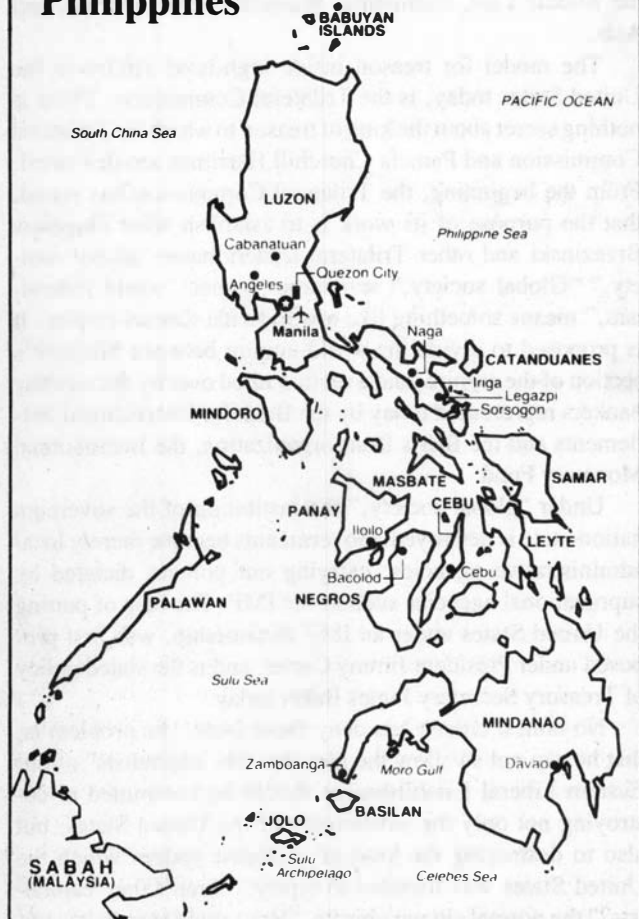 Philippines
BABUYAN
ISLANDS
PACIFIC OCEAN
South China Sea
LUZON
Philippine Sea
Cabanatuan
Quezon City
Angeles
Manila
Naga
CATANDUANES
Iriga
Legazpi
Sorsogon
MINDORO
MASBATE
SAMAR
CEBU
PANAY
LEYTE
Iloilo
Cebu
Bacolod
NEGROS
PALAWAN
Sulu Sea
MINDANAO
Zamboanga
Moro Gulf
Davao
BASILAN
JOLO
Sulu
Archipelago
SABAH
(MALAYSIA)
Celebes Sea